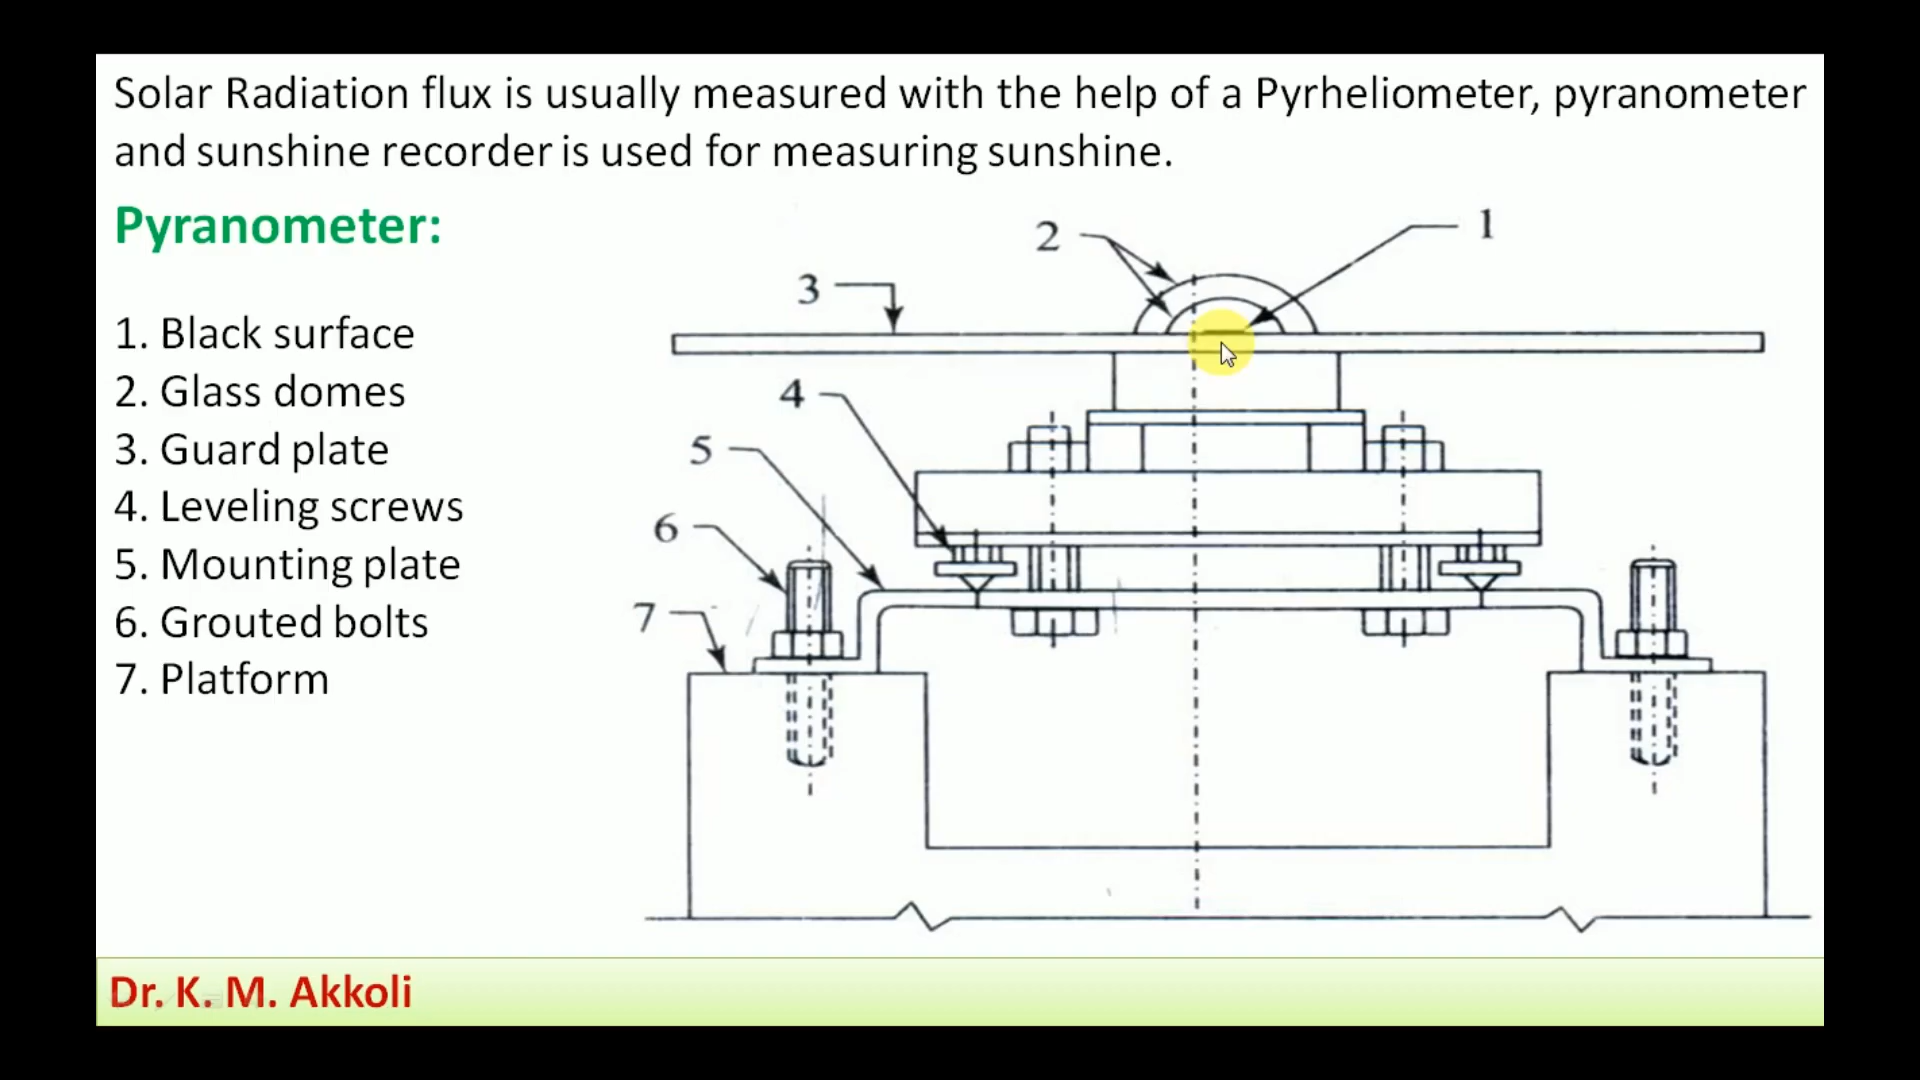 Solar Radiation flux is usually measured with the help of a Pyrheliometer, pyranometer
and sunshine recorder is used for measuring sunshine.
Pyranometer:
1. Black surface
2. Glass domes
3. Guard plate
4. Leveling screws
5. Mounting plate
6. Grouted bolts
7. Platform
1
2
3
4
5
6
7
Dr. K. M. Akkoli